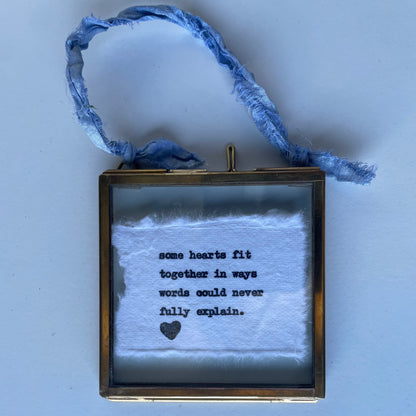 some hearts fit
together in ways
words could never
fully explain.